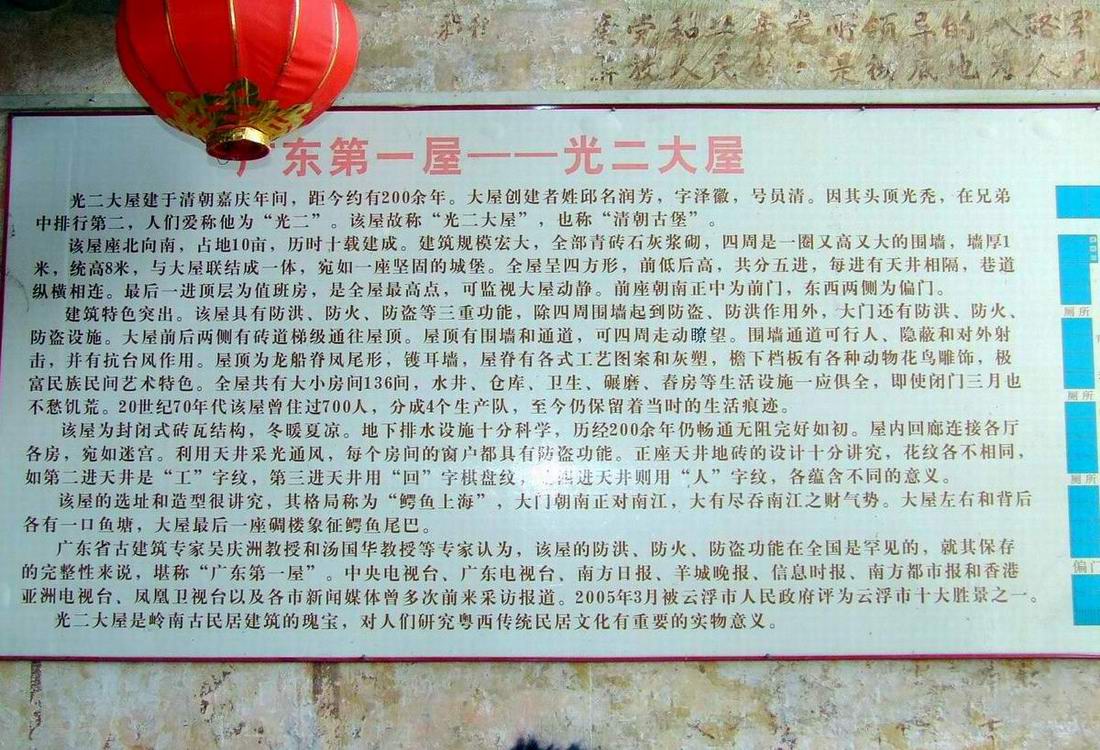 党和 党所领导的八路
放人民 是彻底地为人民
广东第一屋——光二大屋
光二大屋建于清朝嘉庆年间，距今约有200余年。大屋创建者姓邱名润芳，字泽徽，号员清。因其头顶光秃，在兄弟
中排行第二，人们爱称他为“光二”。该屋故称“光二大屋”，也称“清朝古堡”。
该屋座北向南，占地10亩，历时十载建成。建筑规模宏大，全部青砖石灰浆砌，四周是一圈又高又大的围墙，墙厚1
米，统高8米，与大屋联结成一体，宛如一座坚固的城堡。全屋呈四方形，前低后高，共分五进，每进有天井相隔，巷道
纵横相连。最后一进顶层为值班房，是全屋最高点，可监视大屋动静。前座朝南正中为前门，东西两侧为偏门。
建筑特色突出。该屋具有防洪、防火、防盗等三重功能，除四周围墙起到防盗、防洪作用外，大门还有防洪、防火、
防盗设施。大屋前后两侧有砖道梯级通往屋顶。屋顶有围墙和通道，可四周走动瞭望。围墙通道可行人、隐蔽和对外射
击，并有抗台风作用。屋顶为龙船脊凤尾形，镬耳墙，屋脊有各式工艺图案和灰塑，檐下档板有各种动物花鸟雕饰，极
富民族民间艺术特色。全屋共有大小房间136间，水井、仓库、卫生、碾磨、舂房等生活设施一应俱全，即使闭门三月也
不愁饥荒。20世纪70年代该屋曾住过700人，分成4个生产队，至今仍保留着当时的生活痕迹。
该屋为封闭式砖瓦结构，冬暖夏凉。地下排水设施十分科学，历经200余年仍畅通无阻完好如初。屋内回廊连接各厅
各房，宛如迷宫。利用天井采光通风，每个房间的窗户都具有防盗功能。正座天井地砖的设计十分讲究，花纹各不相同，
如第二进天井是“工”字纹，第三进天井用“回”字棋盘纹，第四进天井则用“人”字纹，各蕴含不同的意义。
该屋的选址和造型很讲究，其格局称为“鳄鱼上海”，大门朝南正对南江，大有尽吞南江之财气势。大屋左右和背后
各有一口鱼塘，大屋最后一座碉楼象征鳄鱼尾巴。
广东省古建筑专家吴庆洲教授和汤国华教授等专家认为，该屋的防洪、防火、防盗功能在全国是罕见的，就其保存
的完整性来说，堪称“广东第一屋”。中央电视台、广东电视台、南方日报、羊城晚报、信息时报、南方都市报和香港
亚洲电视台、凤凰卫视台以及各市新闻媒体曾多次前来采访报道。2005年3月被云浮市人民政府评为云浮市十大胜景之一。
光二大屋是岭南古民居建筑的瑰宝，对人们研究粤西传统民居文化有重要的实物意义。
厕所
厕所
厕所
偏门